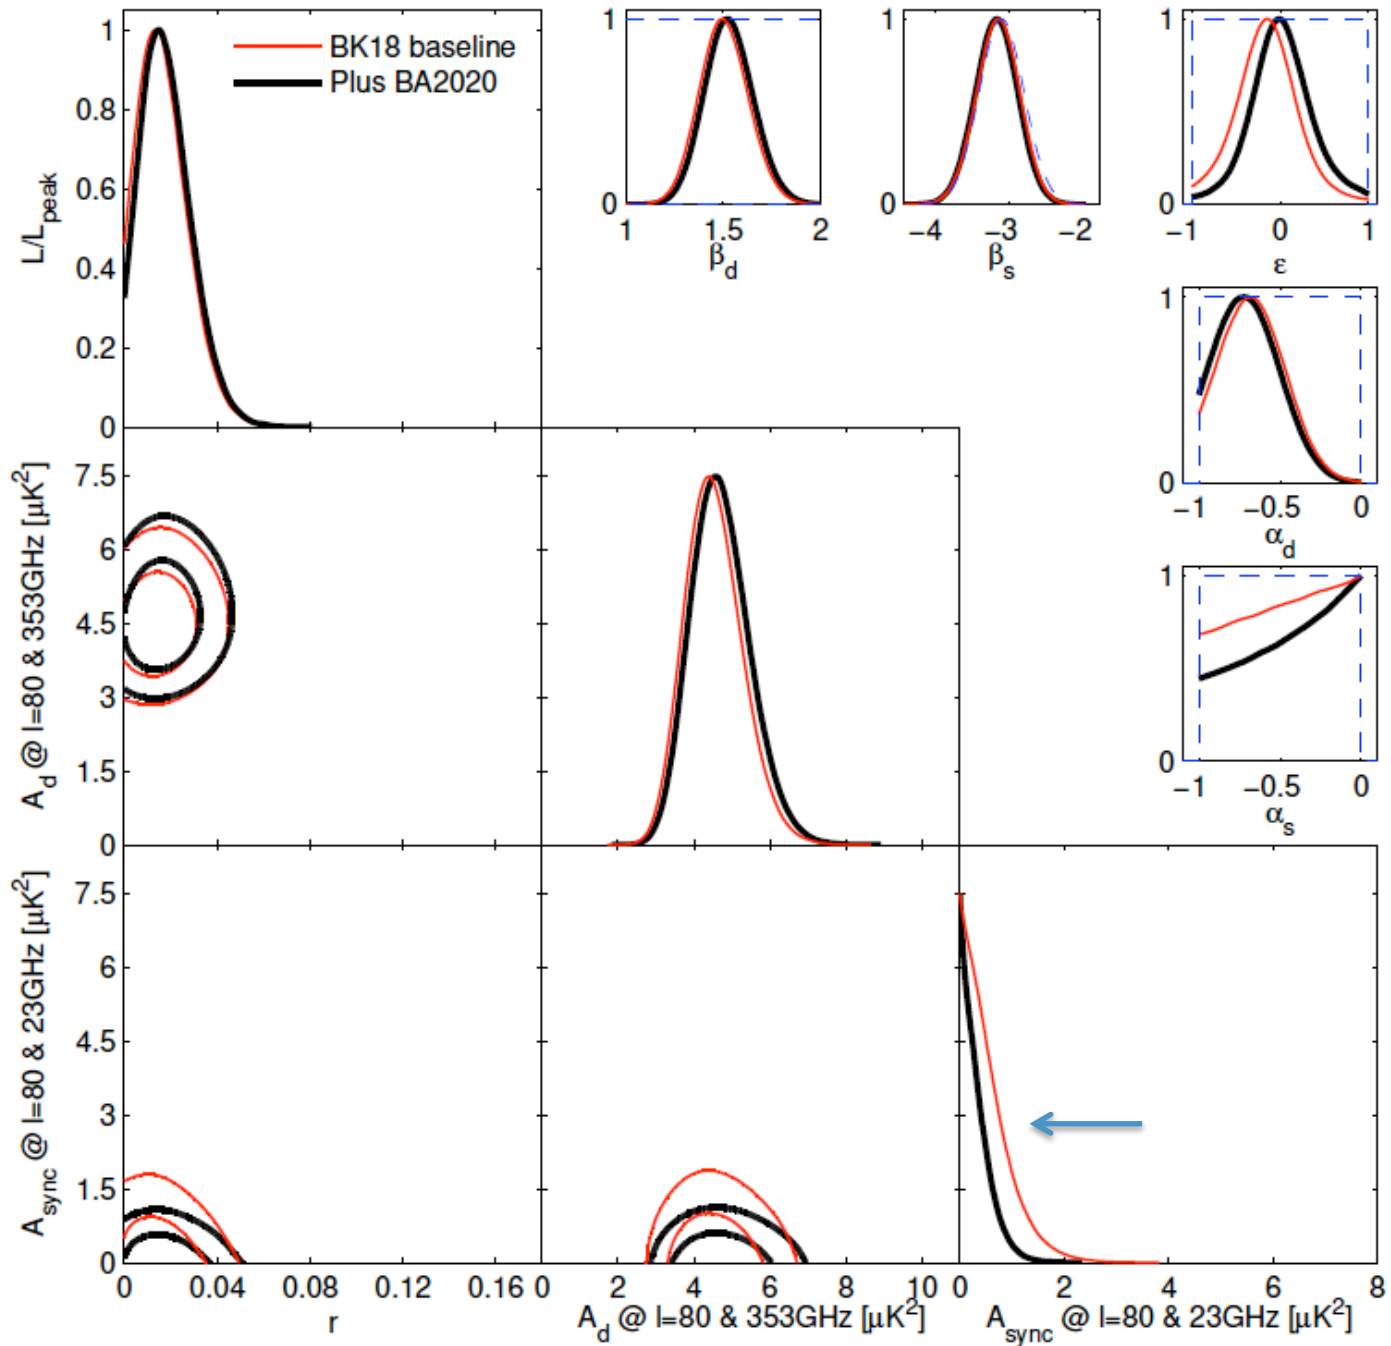 BK18 baseline
Plus BA2020
L/L_peak
1
0.8
0.6
0.4
0.2
0
1
0
1 1.5 2
β_d
1
0
−4 −3 −2
β_s
1
0
−1 0 1
ε
1
0
−1 −0.5 0
α_d
1
0
−1 −0.5 0
α_s
A_d @ l=80 & 353GHz [μK²]
7.5
6
4.5
3
1.5
0
A_sync @ l=80 & 23GHz [μK²]
7.5
6
4.5
3
1.5
0
0 0.04 0.08 0.12 0.16
r
0 2 4 6 8 10
A_d @ l=80 & 353GHz [μK²]
0 2 4 6 8
A_sync @ l=80 & 23GHz [μK²]